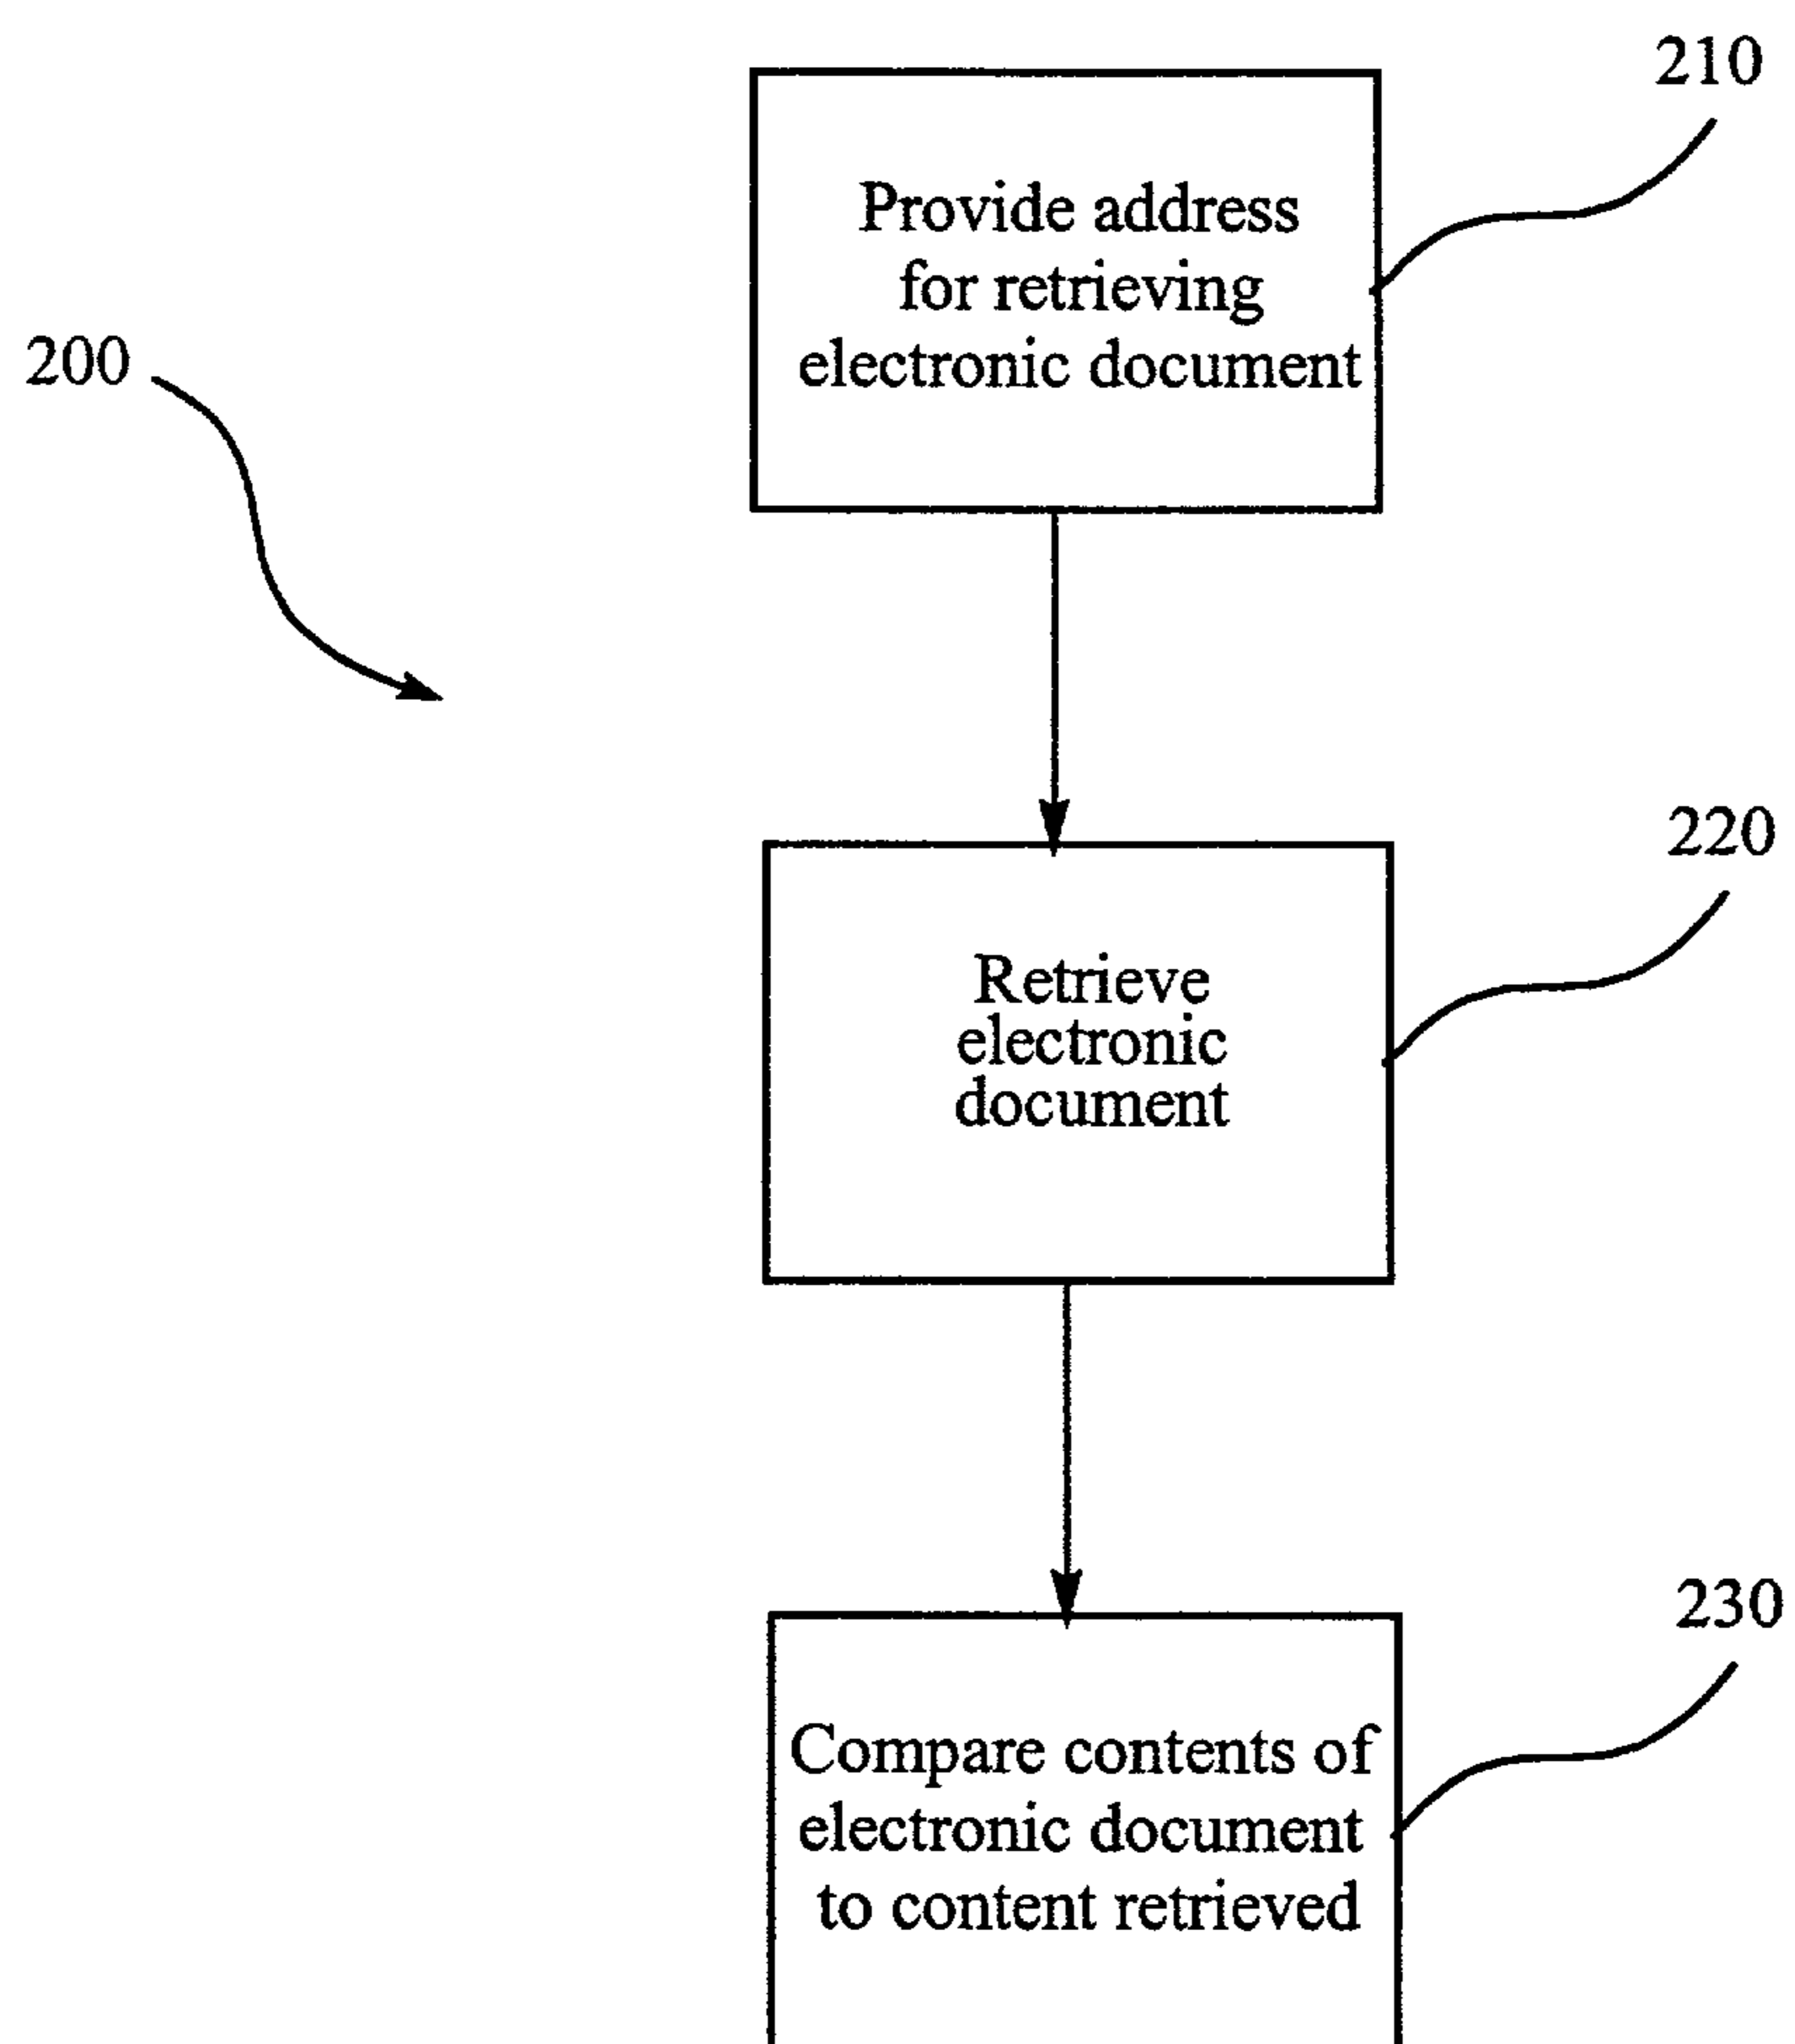 210
Provide address
for retrieving
electronic document
200
220
Retrieve
electronic
document
230
Compare contents of
electronic document
to content retrieved